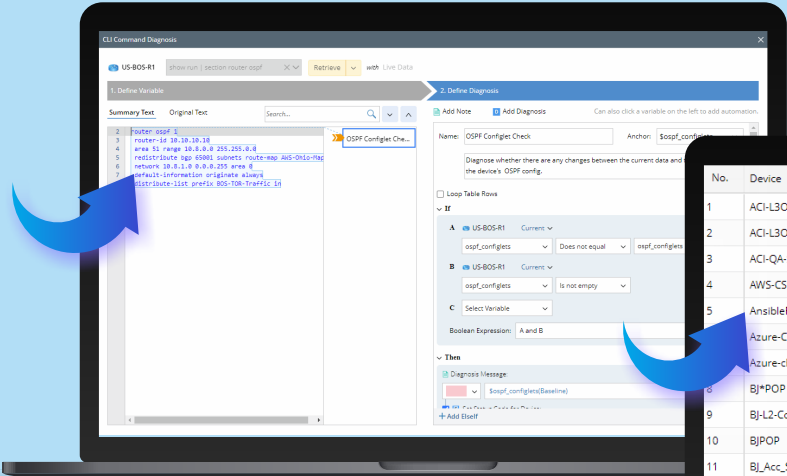 CLI Command Diagnosis
US-BOS-R1 show run | section router ospf Retrieve with Live Data
1. Define Variable
2. Define Diagnosis
Summary Text Original Text Search...
2 router ospf 1
3 router-id 10.10.10.10
4 area 51 range 10.8.0.0 255.255.0.0
5 redistribute bgp 65001 subnets route-map AWS-Ohio-Map
6 network 10.8.1.0 0.0.0.255 area 0
7 default-information originate always
distribute-list prefix BOS-TOR-Traffic in
OSPF Configlet Che...
Add Note Add Diagnosis Can also click a variable on the left to add automation.
Name: OSPF Configlet Check Anchor: $ospf_configlets
Diagnose whether there are any changes between the current data and
the device's OSPF config.
Loop Table Rows
If
A US-BOS-R1 Current
ospf_configlets Does not equal ospf_configlets
B US-BOS-R1 Current
ospf_configlets Is not empty
C Select Variable
Boolean Expression: A and B
Then
Diagnosis Message:
$ospf_configlets(Baseline)
+ Add ElseIf
No. Device
1 ACI-L3O
2 ACI-L3O
3 ACI-QA-
4 AWS-CS
5 Ansible
Azure-C
Azure-cl
8 BJ*POP
9 BJ-L2-Co
10 BJPOP
11 BJ_Acc_S